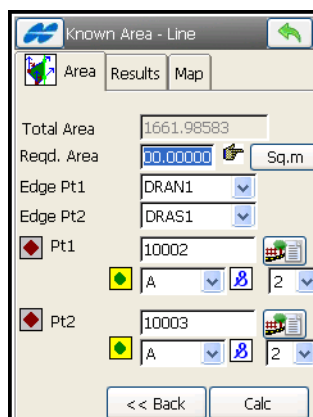 Known Area - Line
Area Results Map
Total Area 1661.98583
Reqd. Area 00.00000 Sq.m
Edge Pt1 DRAN1
Edge Pt2 DRAS1
Pt1 10002
A 2
Pt2 10003
A 2
<< Back Calc